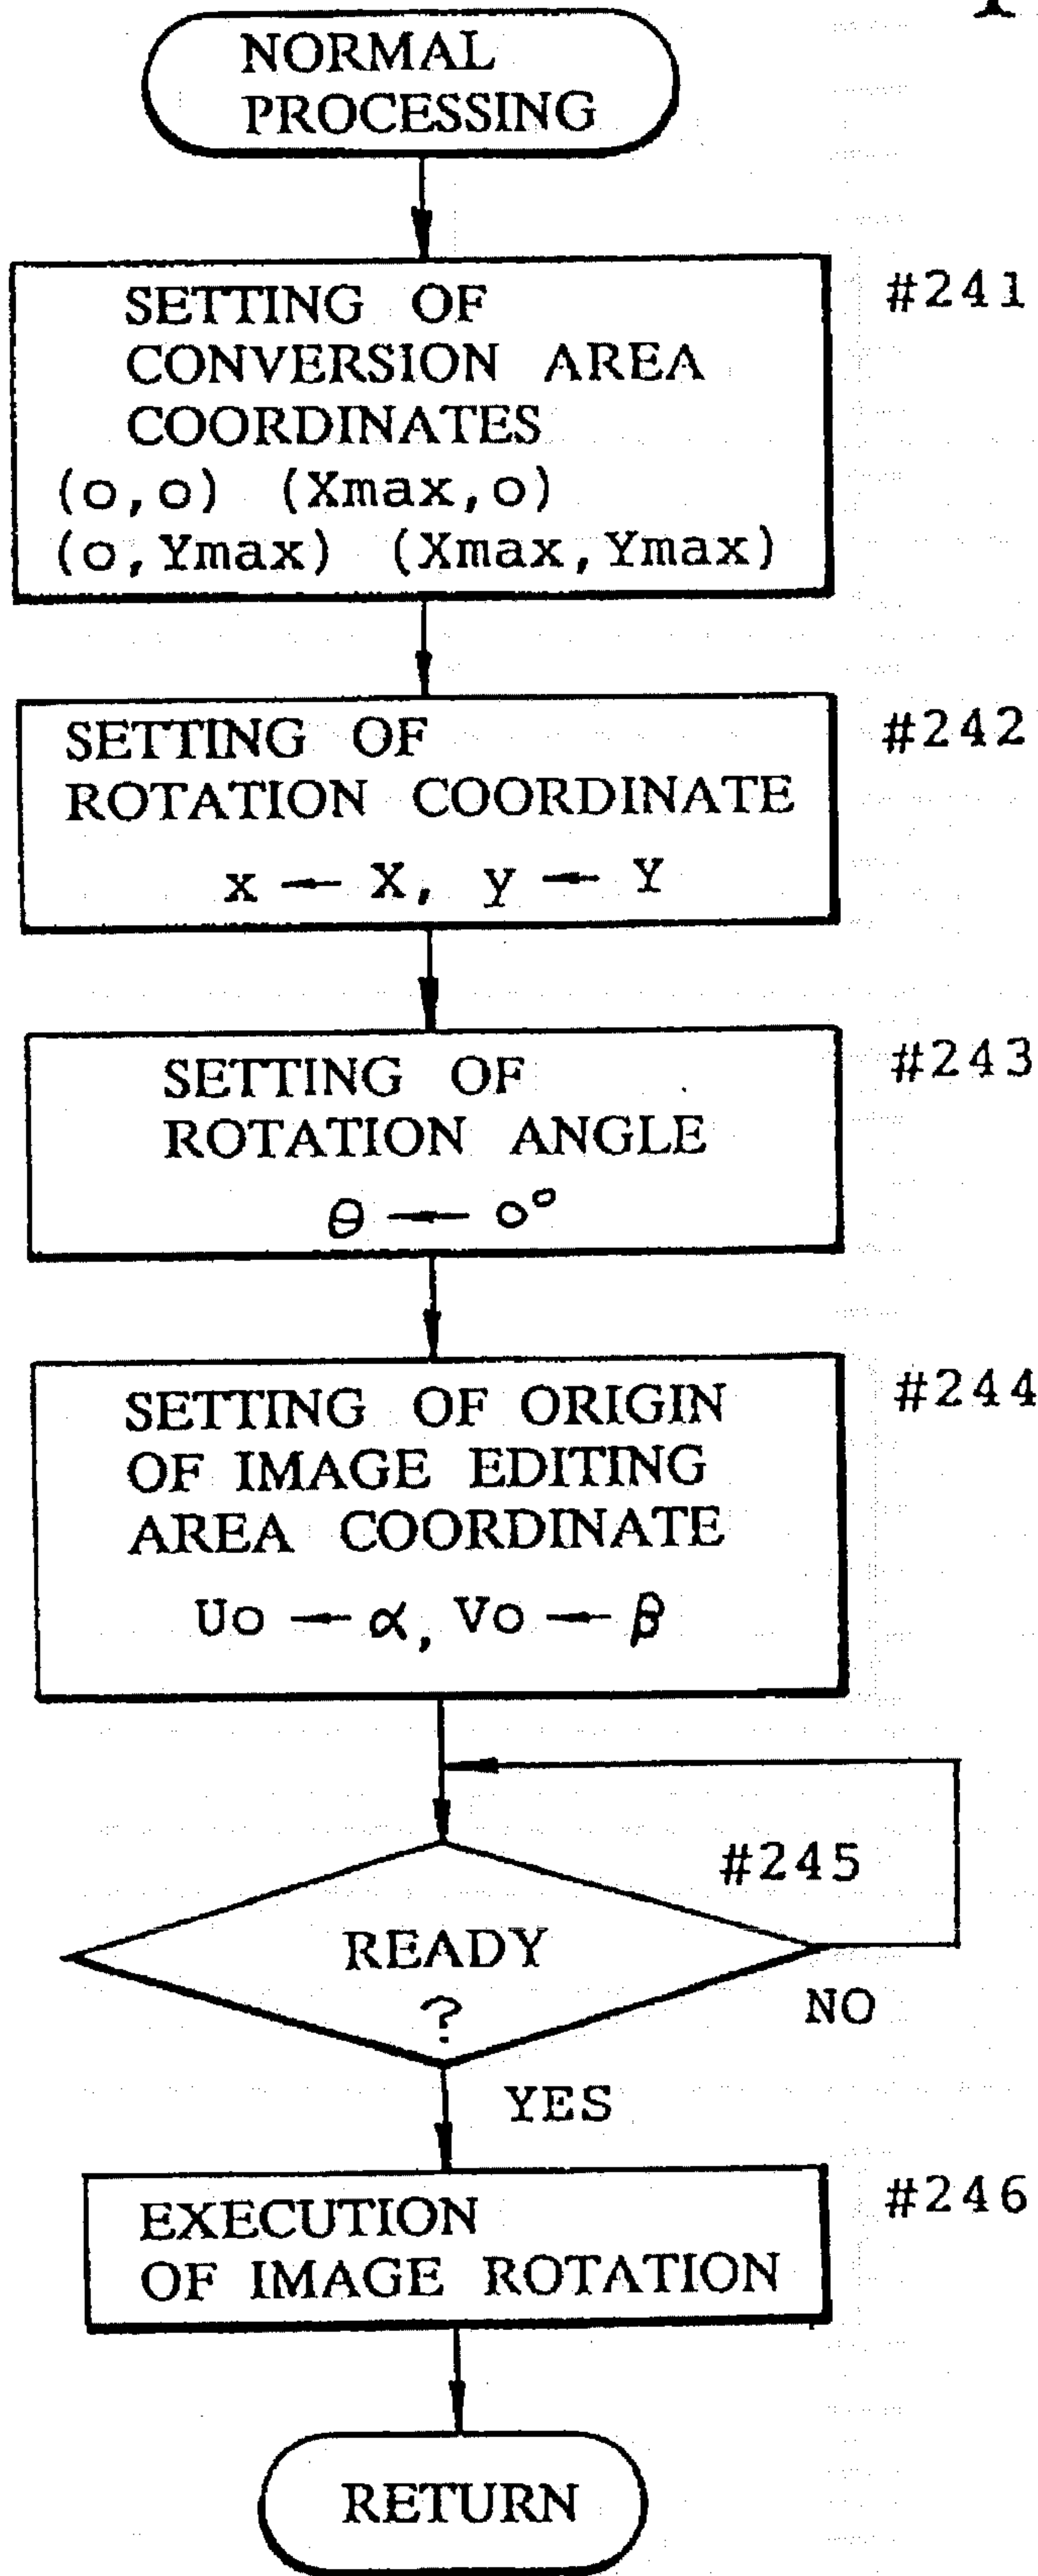 NORMAL
PROCESSING
SETTING OF
CONVERSION AREA
COORDINATES
(o,o) (Xmax,o)
(o,Ymax) (Xmax,Ymax)
#241
SETTING OF
ROTATION COORDINATE
x ← X, y ← Y
#242
SETTING OF
ROTATION ANGLE
θ ← o°
#243
SETTING OF ORIGIN
OF IMAGE EDITING
AREA COORDINATE
Uo ← α, Vo ← β
#244
#245
READY
?
NO
YES
EXECUTION
OF IMAGE ROTATION
#246
RETURN